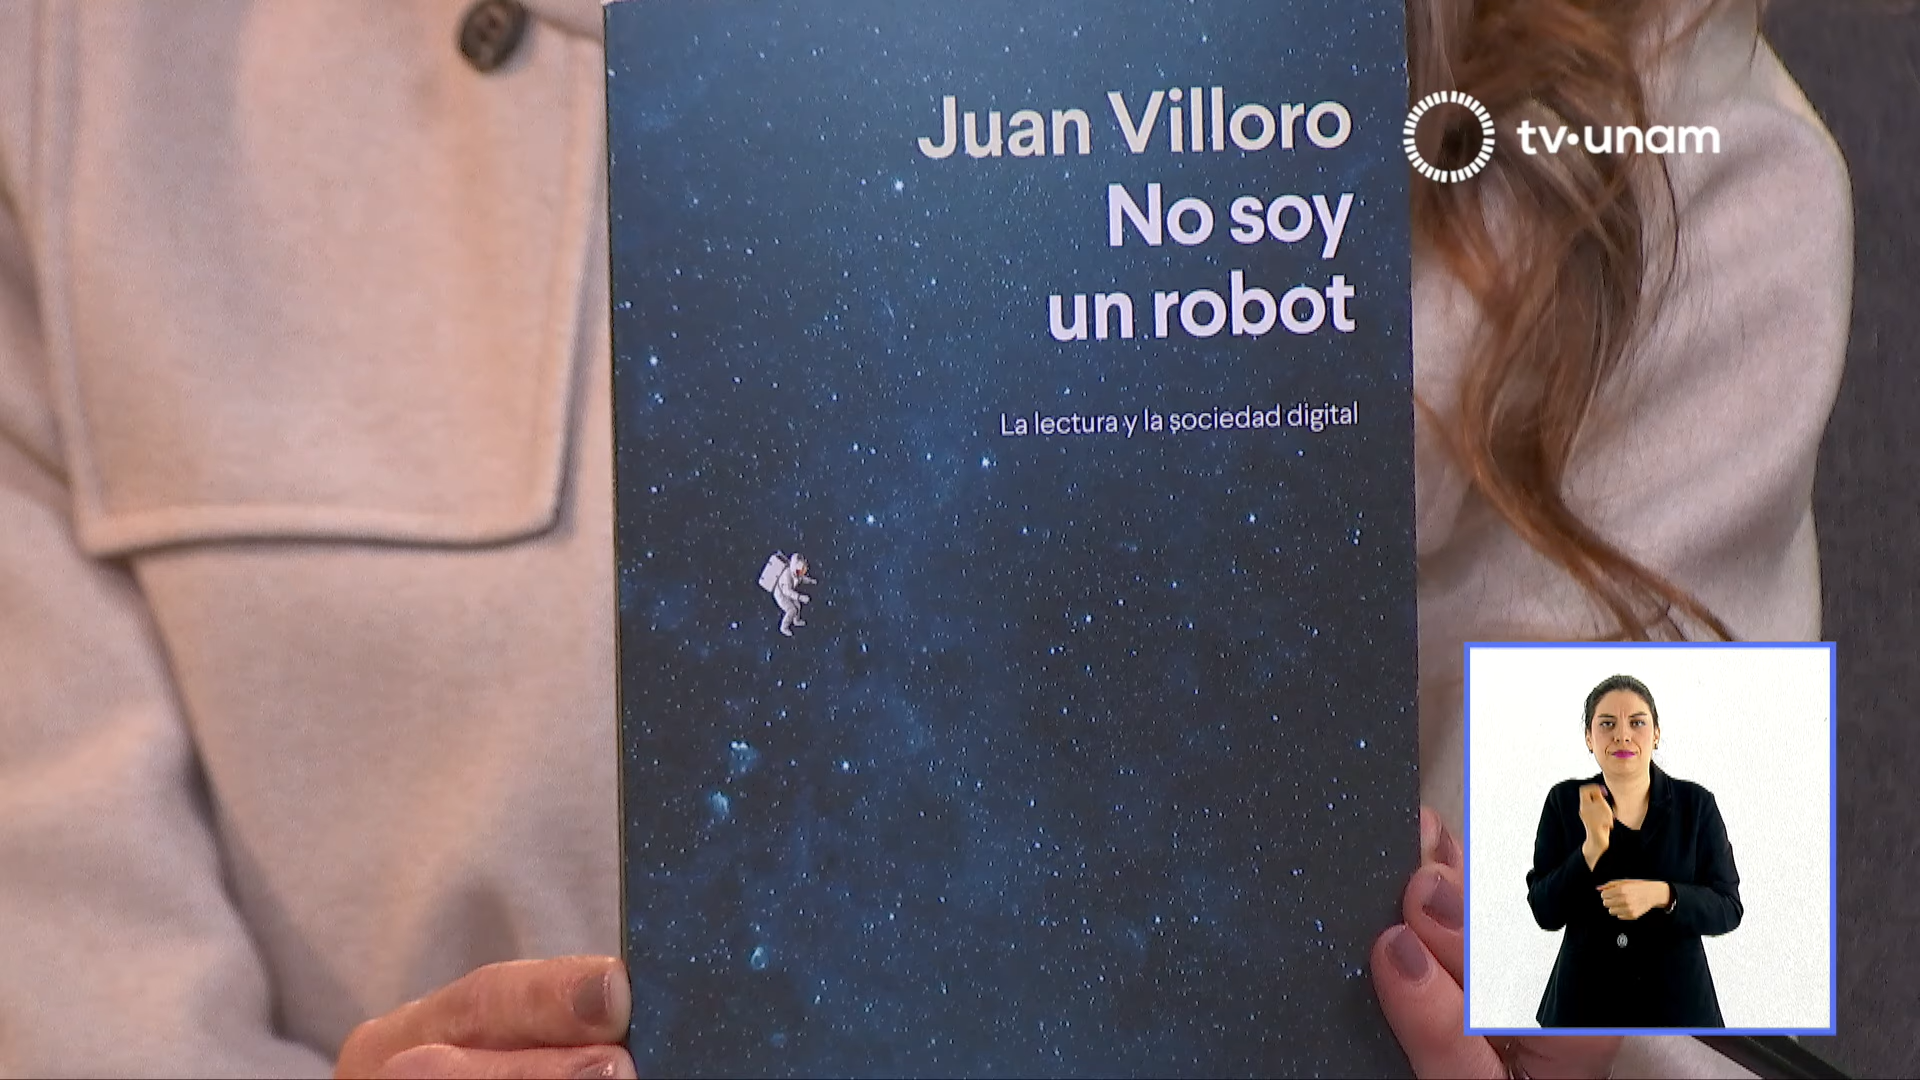 Juan Villoro
No soy
un robot
La lectura y la sociedad digital
tv·unam